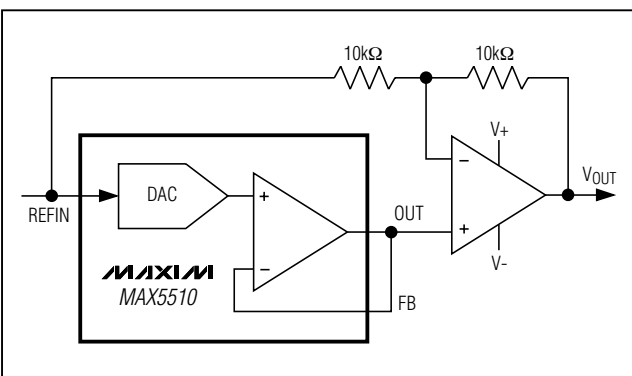 10kΩ
10kΩ
V+
DAC
+
−
−
+
VOUT
REFIN
OUT
V-
MAXIM
MAX5510
FB